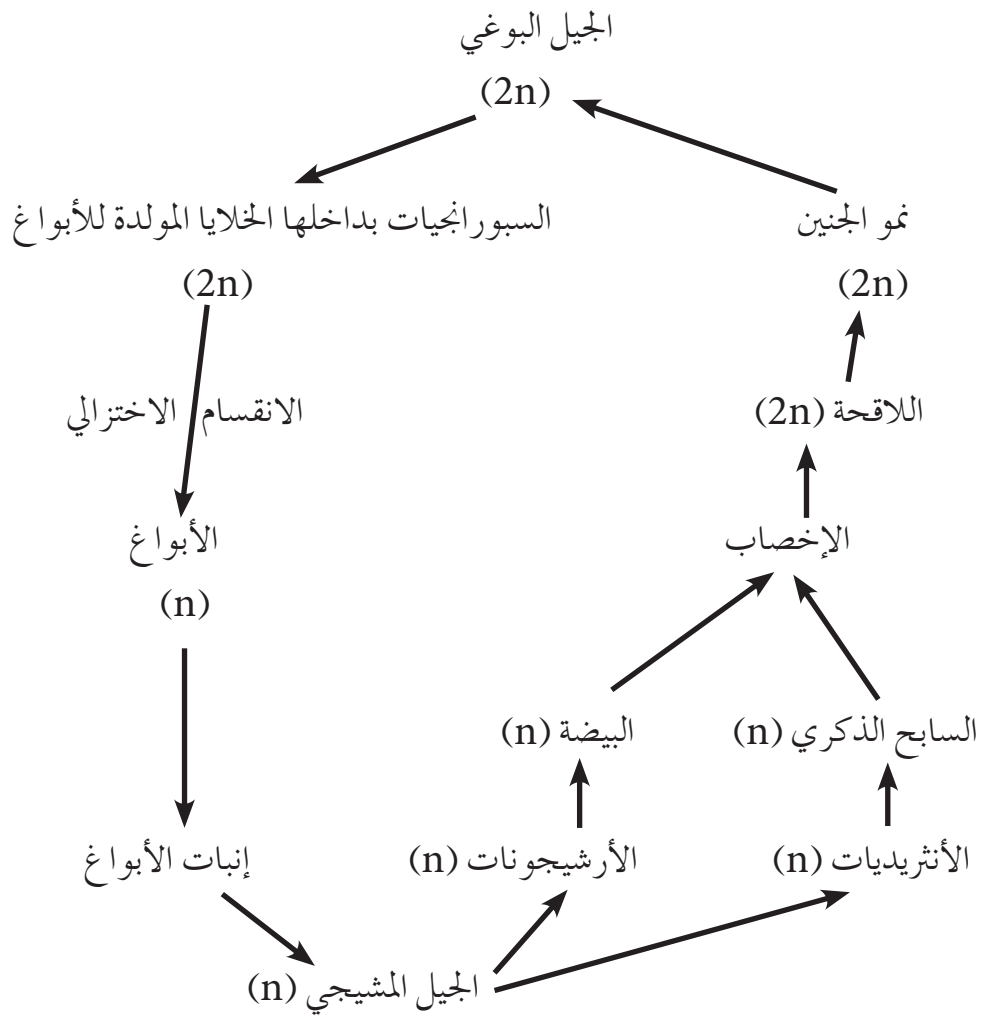 الجيل البوغي
(2n)
نمو الجنين
(2n)
السبورانجيات بداخلها الخلايا المولدة للأبواغ
(2n)
اللاقحة (2n)
الانقسام الاختزالي
الإخصاب
الأبواغ
(n)
السابح الذكري (n)
البيضة (n)
الأنثريديات (n)
الأرشيجونات (n)
إنبات الأبواغ
الجيل المشيجي (n)